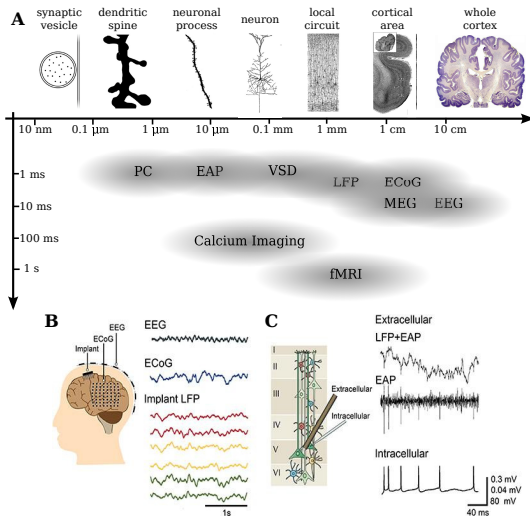 A
synaptic vesicle
dendritic spine
neuronal process
neuron
local circuit
cortical area
whole cortex
10 nm
0.1 μm
1 μm
10 μm
0.1 mm
1 mm
1 cm
10 cm
1 ms
10 ms
100 ms
1 s
PC
EAP
VSD
LFP
ECoG
MEG
EEG
Calcium Imaging
fMRI
B
EEG
ECoG
Implant
EEG
ECoG
Implant LFP
1s
C
I
II
III
IV
V
VI
Extracellular
Intracellular
Extracellular
LFP+EAP
EAP
Intracellular
0.3 mV
0.04 mV
80 mV
40 ms